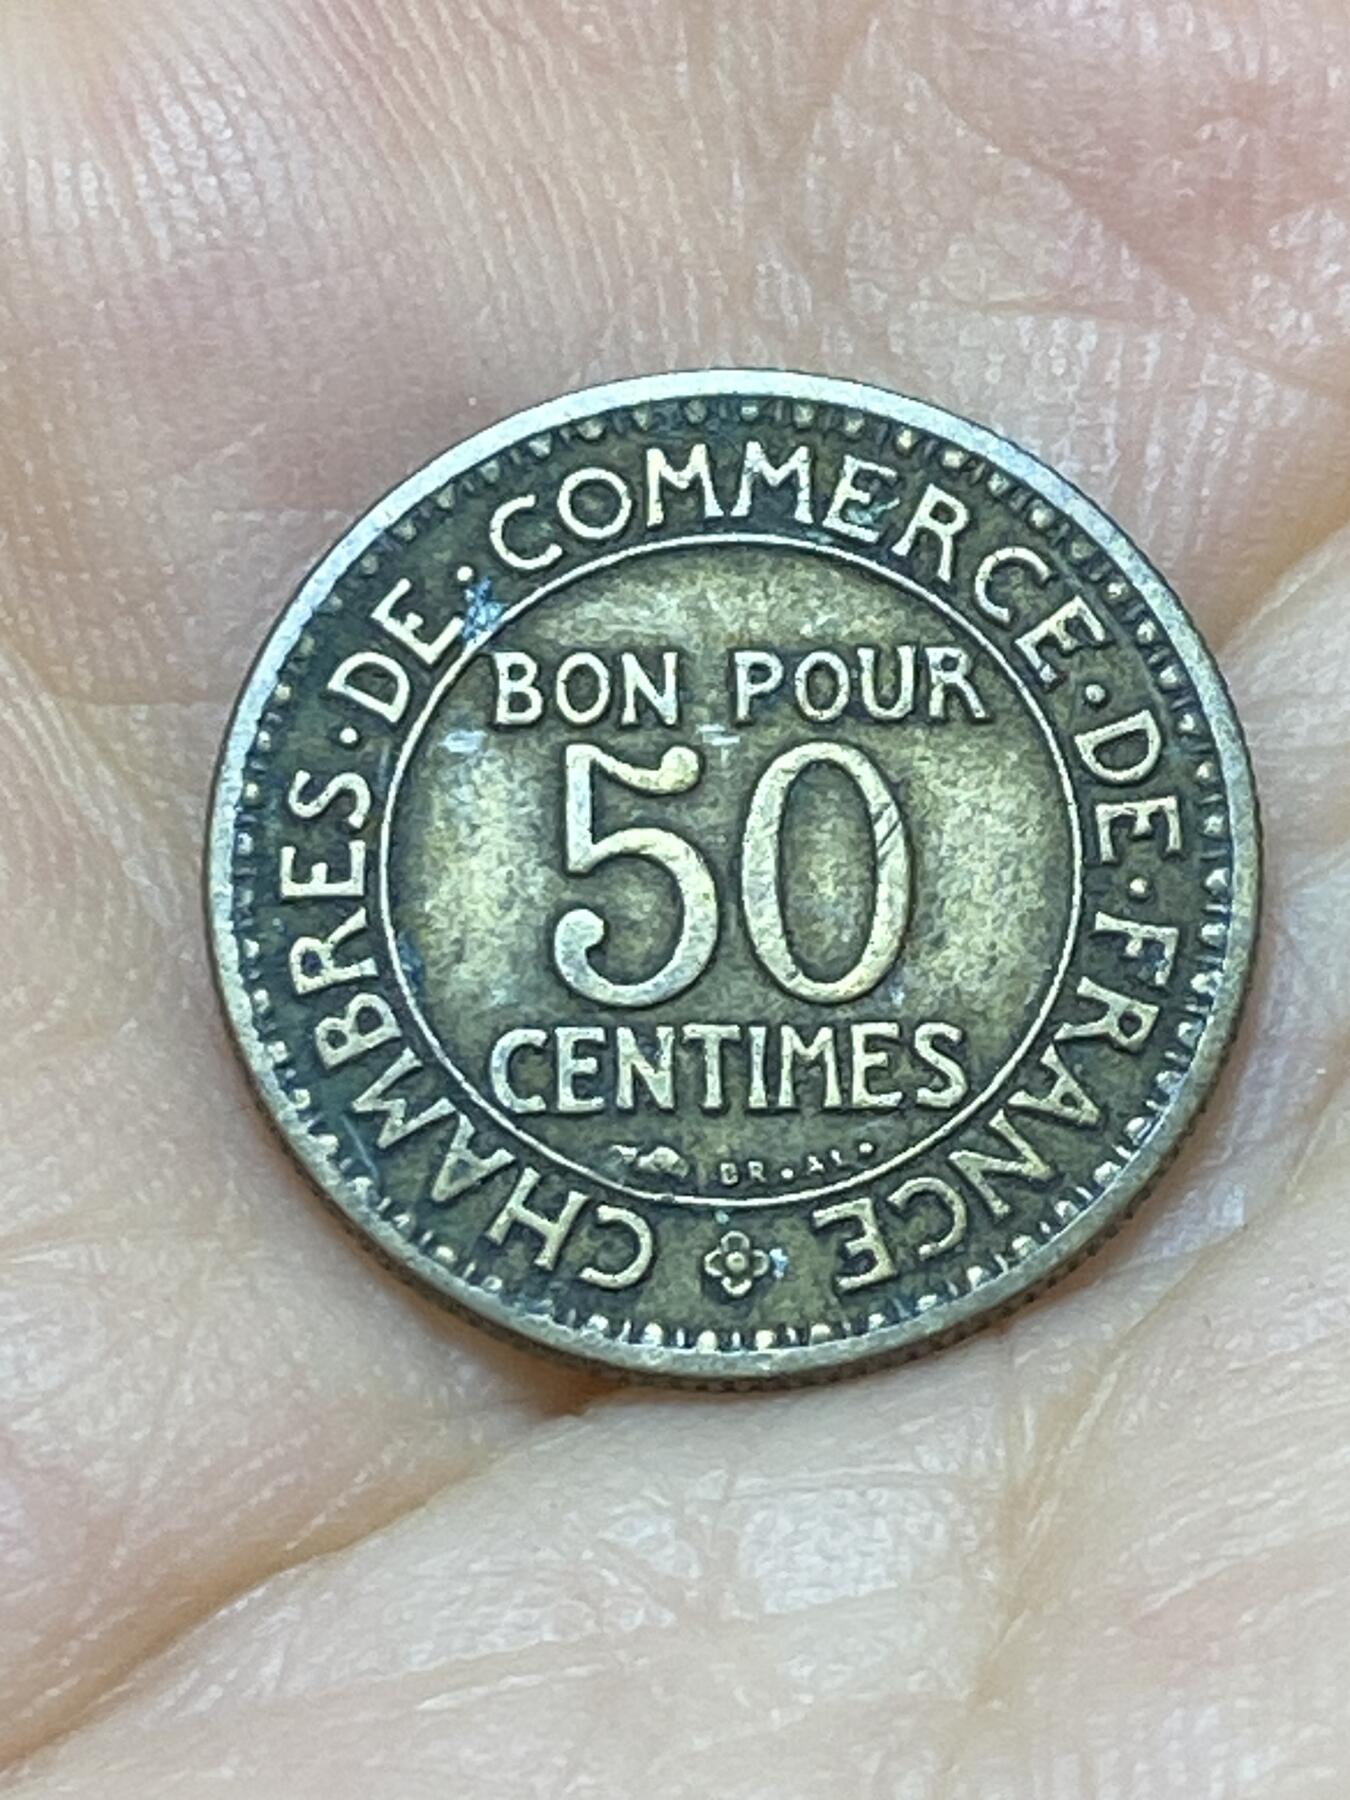 CHAMBRES·DE·COMMERCE·DE·FRANCE
BON POUR
50
CENTIMES
BR·AL·